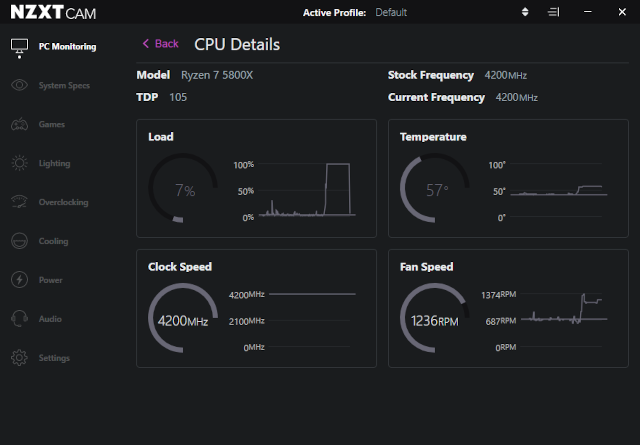 NZXT CAM
Active Profile: Default
PC Monitoring
System Specs
Games
Lighting
Overclocking
Cooling
Power
Audio
Settings
Back CPU Details
Model Ryzen 7 5800X
Stock Frequency 4200MHz
TDP 105
Current Frequency 4200MHz
Load
7%
100%
50%
0%
Temperature
57°
100°
50°
0°
Clock Speed
4200MHz
4200MHz
2100MHz
0MHz
Fan Speed
1236RPM
1374RPM
687RPM
0RPM